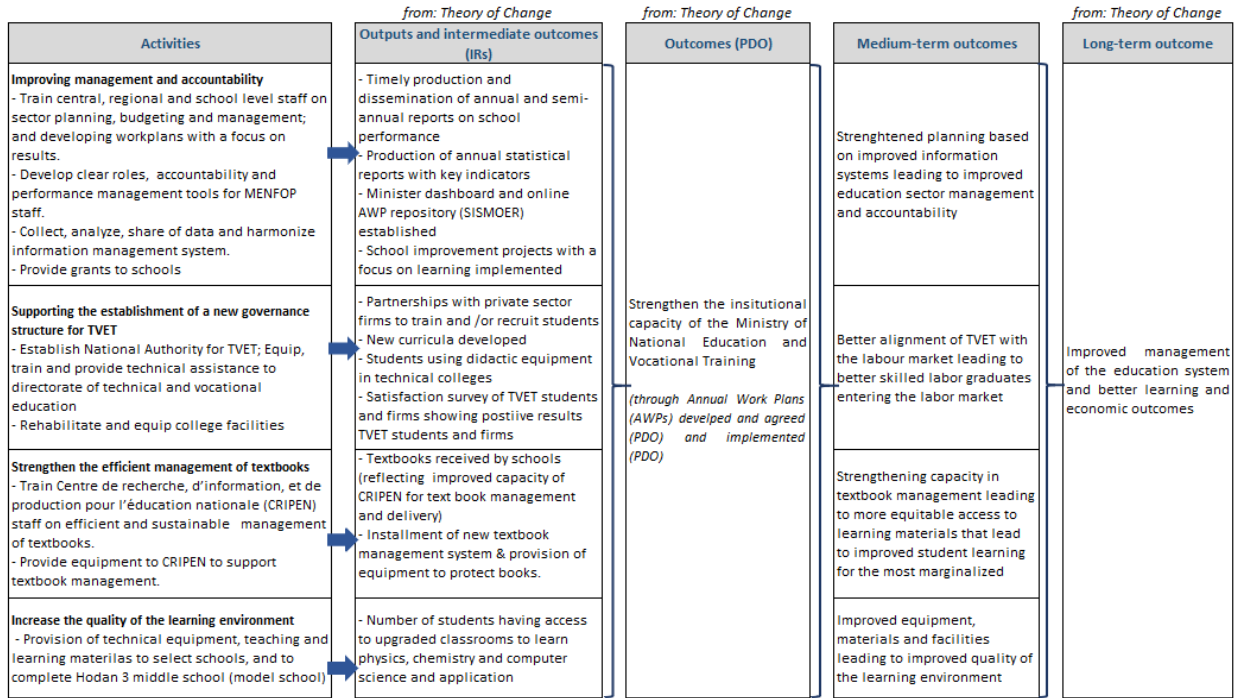 from: Theory of Change
from: Theory of Change
from: Theory of Change
Activities
Outputs and intermediate outcomes
(IRs)
Outcomes (PDO)
Medium-term outcomes
Long-term outcome
Improving management and accountability
- Train central, regional and school level staff on
sector planning, budgeting and management;
and developing workplans with a focus on
results.
- Develop clear roles, accountability and
performance management tools for MENFOP
staff.
- Collect, analyze, share of data and harmonize
information management system.
- Provide grants to schools
- Timely production and
dissemination of annual and semi-
annual reports on school
performance
- Production of annual statistical
reports with key indicators
- Minister dashboard and online
AWP repository (SISMOER)
established
- School improvement projects with a
focus on learning implemented
Strenghtened planning based
on improved information
systems leading to improved
education sector management
and accountability
Supporting the establishment of a new governance
structure for TVET
- Establish National Authority for TVET; Equip,
train and provide technical assistance to
directorate of technical and vocational
education
- Rehabilitate and equip college facilities
- Partnerships with private sector
firms to train and /or recruit students
- New curricula developed
- Students using didactic equipment
in technical colleges
- Satisfaction survey of TVET students
and firms showing postiive results
TVET students and firms
Strengthen the insitutional
capacity of the Ministry of
National Education and
Vocational Training
(through Annual Work Plans
(AWPs) develped and agreed
(PDO) and implemented
(PDO)
Better alignment of TVET with
the labour market leading to
better skilled labor graduates
entering the labor market
Improved management
of the education system
and better learning and
economic outcomes
Strengthen the efficient management of textbooks
- Train Centre de recherche, d’information, et de
production pour l’éducation nationale (CRIPEN)
staff on efficient and sustainable management
of textbooks.
- Provide equipment to CRIPEN to support
textbook management.
- Textbooks received by schools
(reflecting improved capacity of
CRIPEN for text book management
and delivery)
- Installment of new textbook
management system & provision of
equipment to protect books.
Strengthening capacity in
textbook management leading
to more equitable access to
learning materials that lead
to improved student learning
for the most marginalized
Increase the quality of the learning environment
- Provision of technical equipment, teaching and
learning materilas to select schools, and to
complete Hodan 3 middle school (model school)
- Number of students having access
to upgraded classrooms to learn
physics, chemistry and computer
science and application
Improved equipment,
materials and facilities
leading to improved quality of
the learning environment